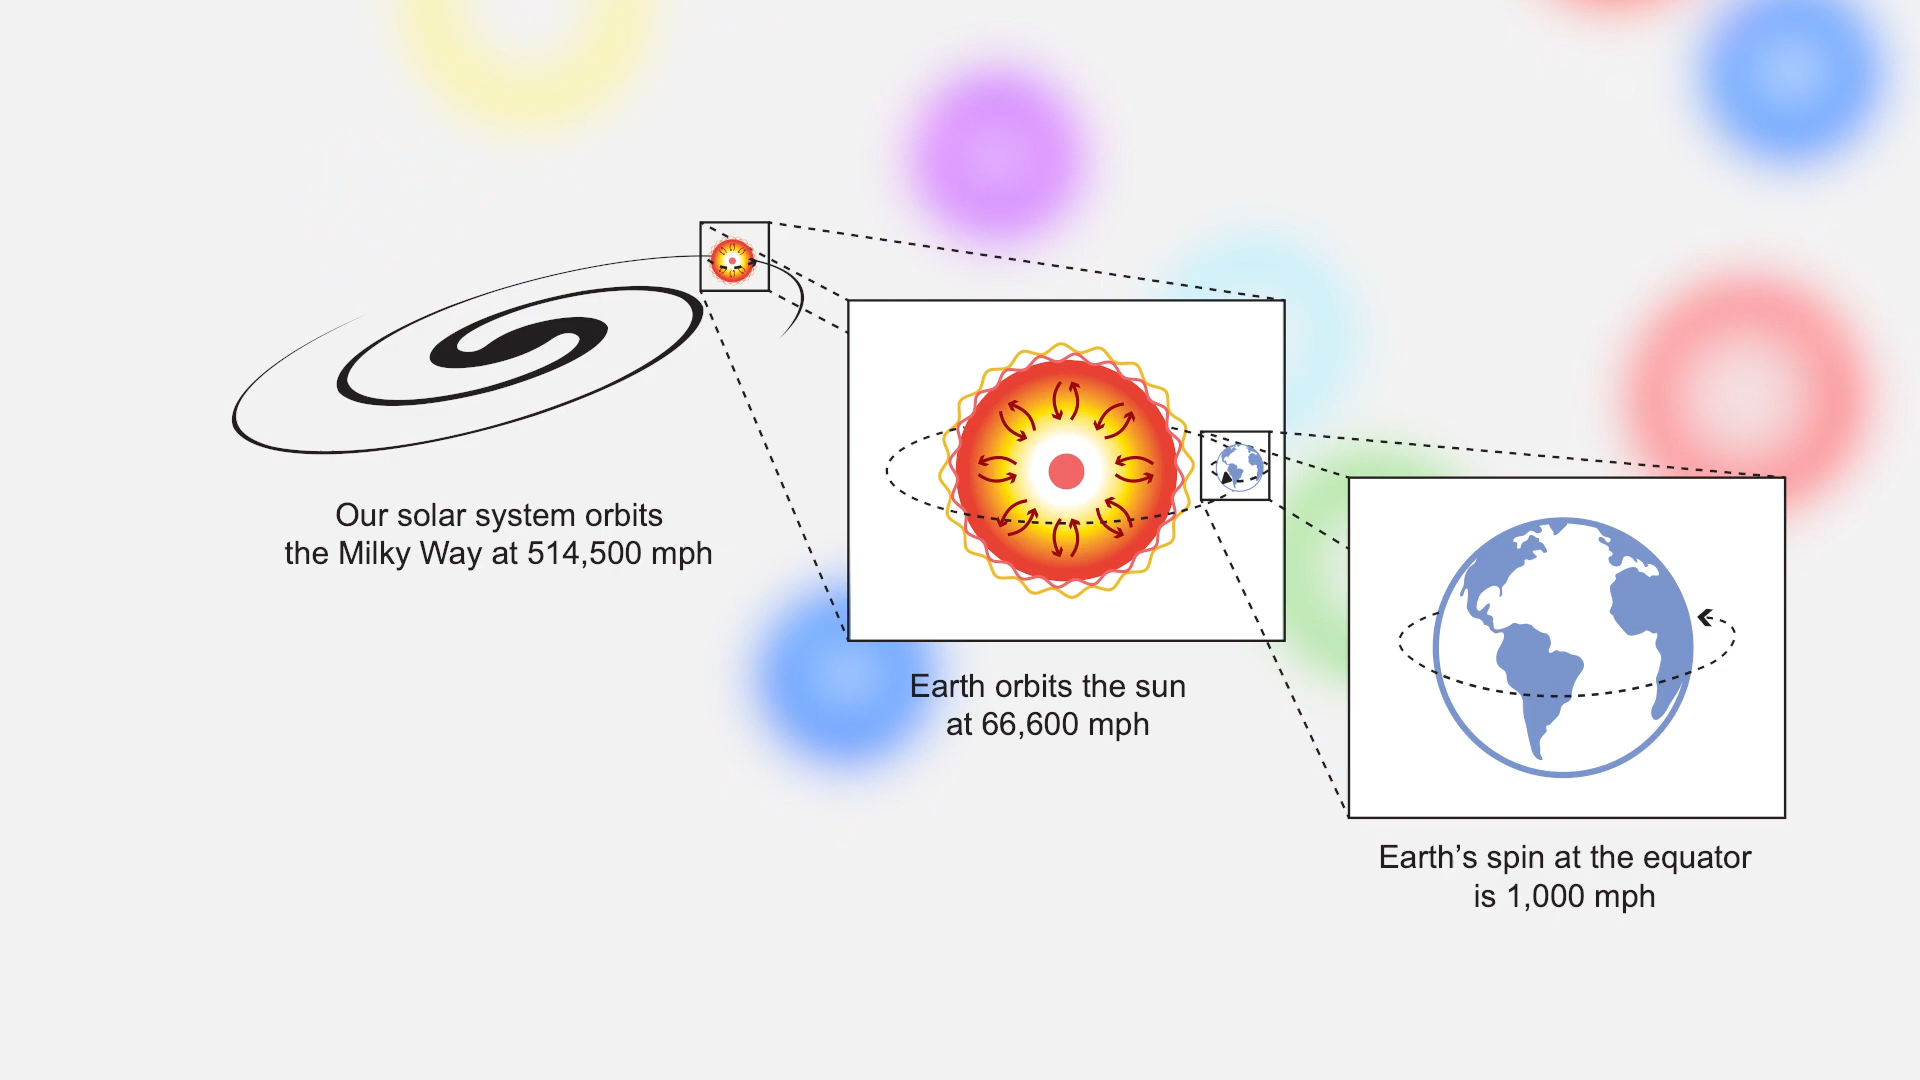 Our solar system orbits
the Milky Way at 514,500 mph
Earth orbits the sun
at 66,600 mph
Earth’s spin at the equator
is 1,000 mph